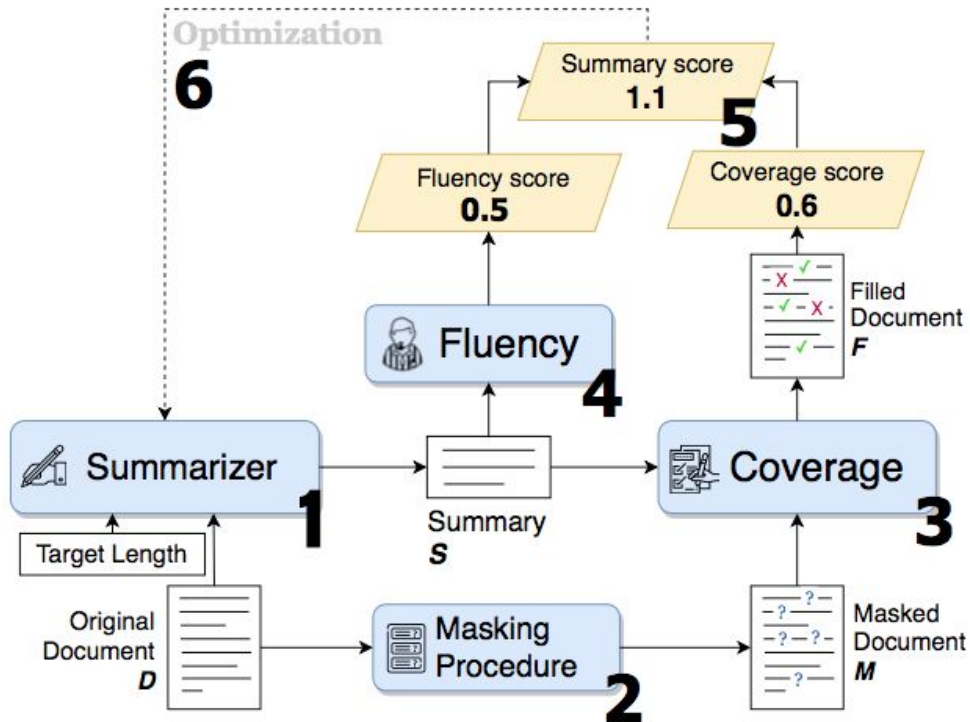 Optimization
6
Summary score
1.1
5
Fluency score
0.5
Coverage score
0.6
✓
X
✓ X
✓
Filled
Document
F
Fluency
4
Summarizer
1
Target Length
Summary
S
Coverage
3
Original
Document
D
Masking
Procedure
2
?
?
? ?
?
Masked
Document
M